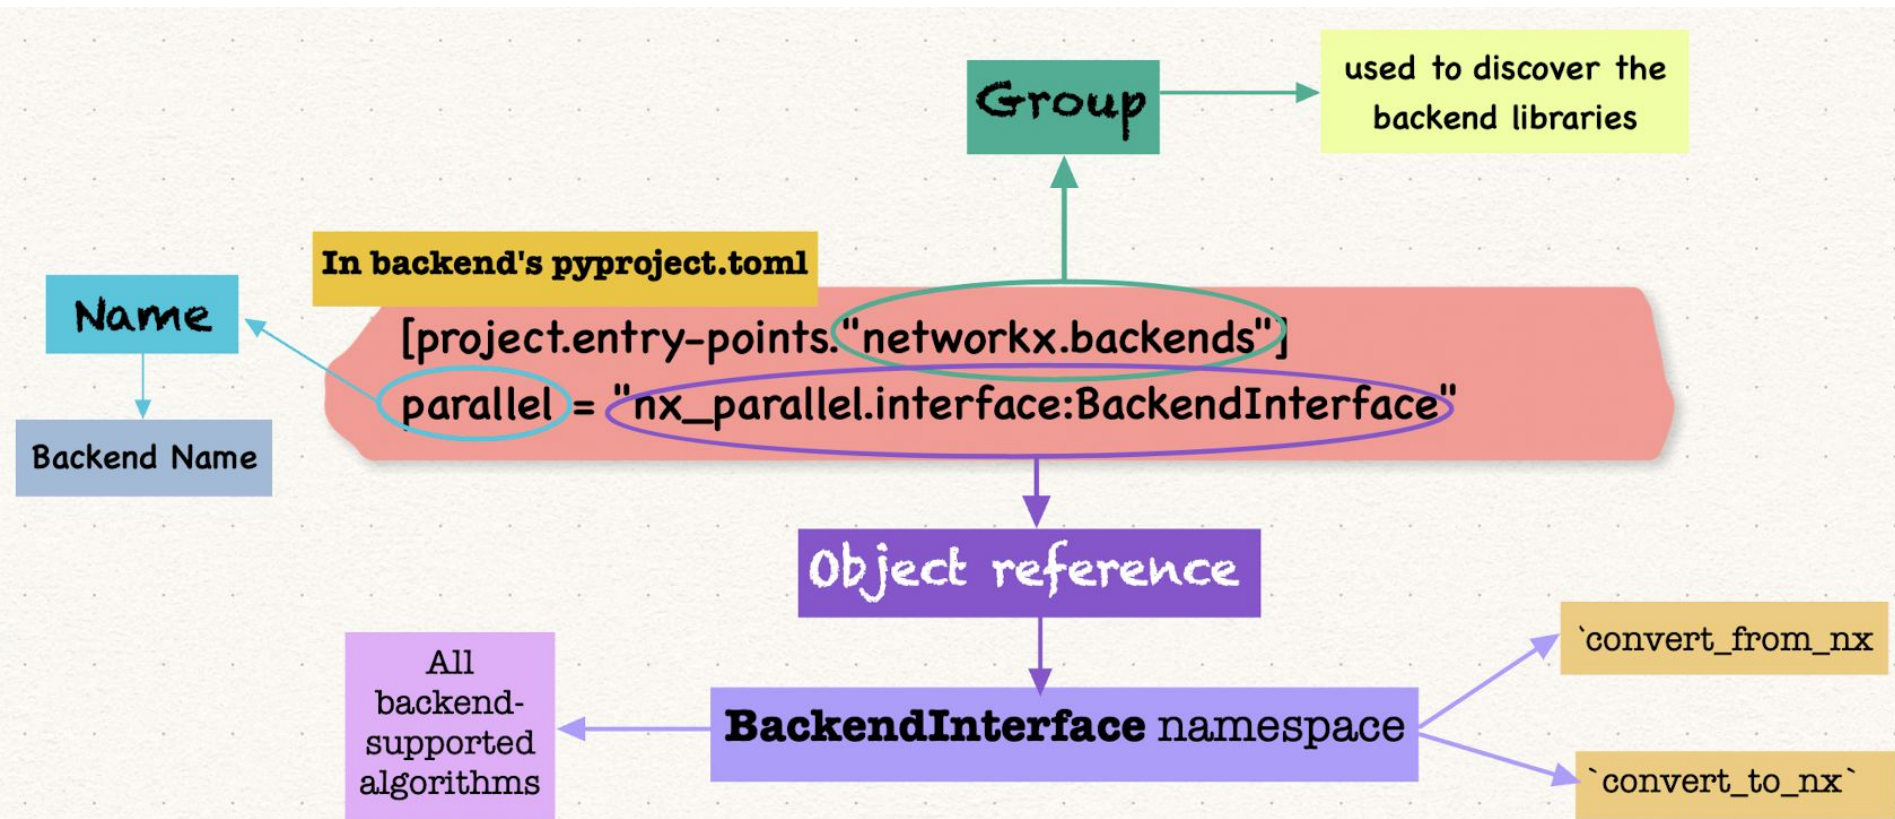 Group
used to discover the
backend libraries
In backend's pyproject.toml
Name
[project.entry-points."networkx.backends"]
parallel = "nx_parallel.interface:BackendInterface"
Backend Name
Object reference
All
backend-
supported
algorithms
BackendInterface namespace
`convert_from_nx
`convert_to_nx`